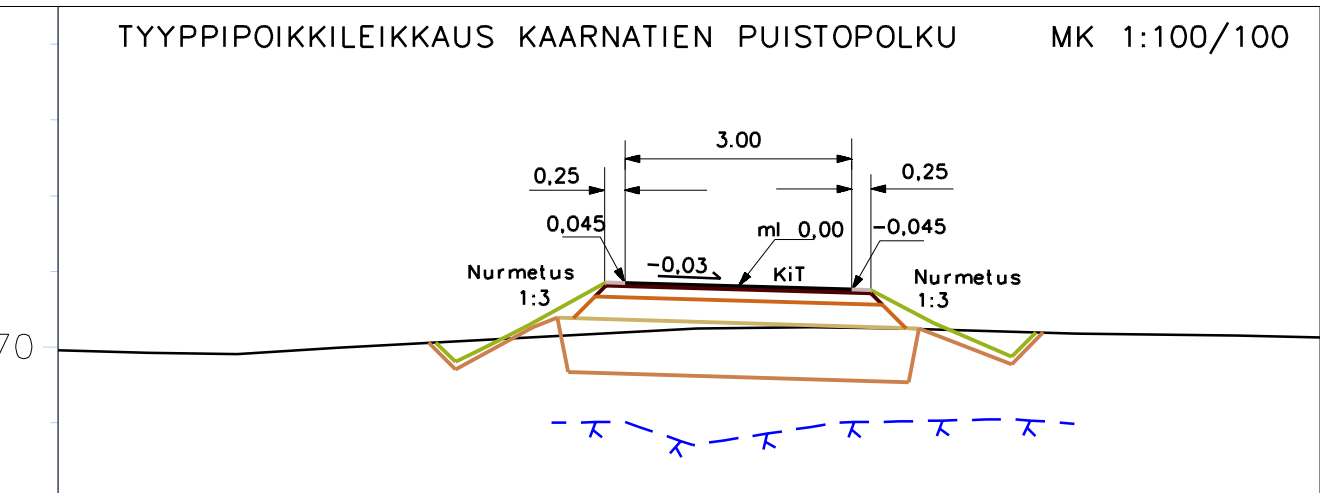 TYYPPIPOIKKILEIKKAUS KAARNATIEN PUISTOPOLKU MK 1:100/100
3.00
0,25 0,25
0,045 ml 0,00 -0,045
-0,03 KiT
Nurmetus Nurmetus
1:3 1:3
70